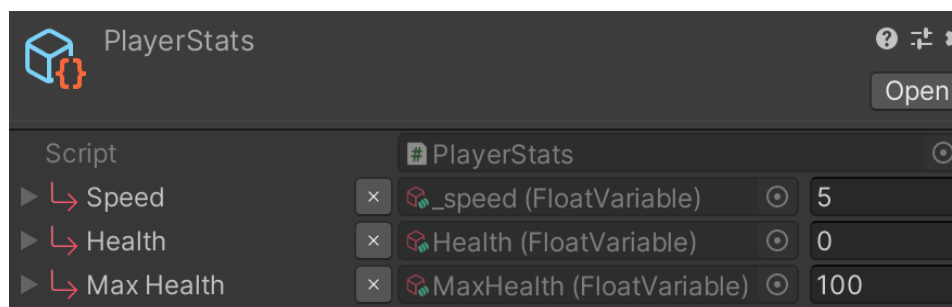 PlayerStats
Open
Script # PlayerStats
Speed × _speed (FloatVariable) 5
Health × Health (FloatVariable) 0
Max Health × MaxHealth (FloatVariable) 100